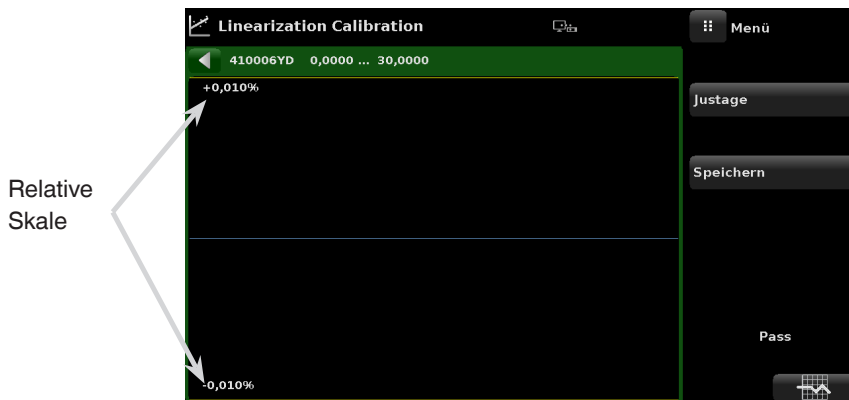 Linearization Calibration
Menü
410006YD 0,0000 ... 30,0000
+0,010%
Justage
Speichern
Relative
Skale
Pass
-0,010%